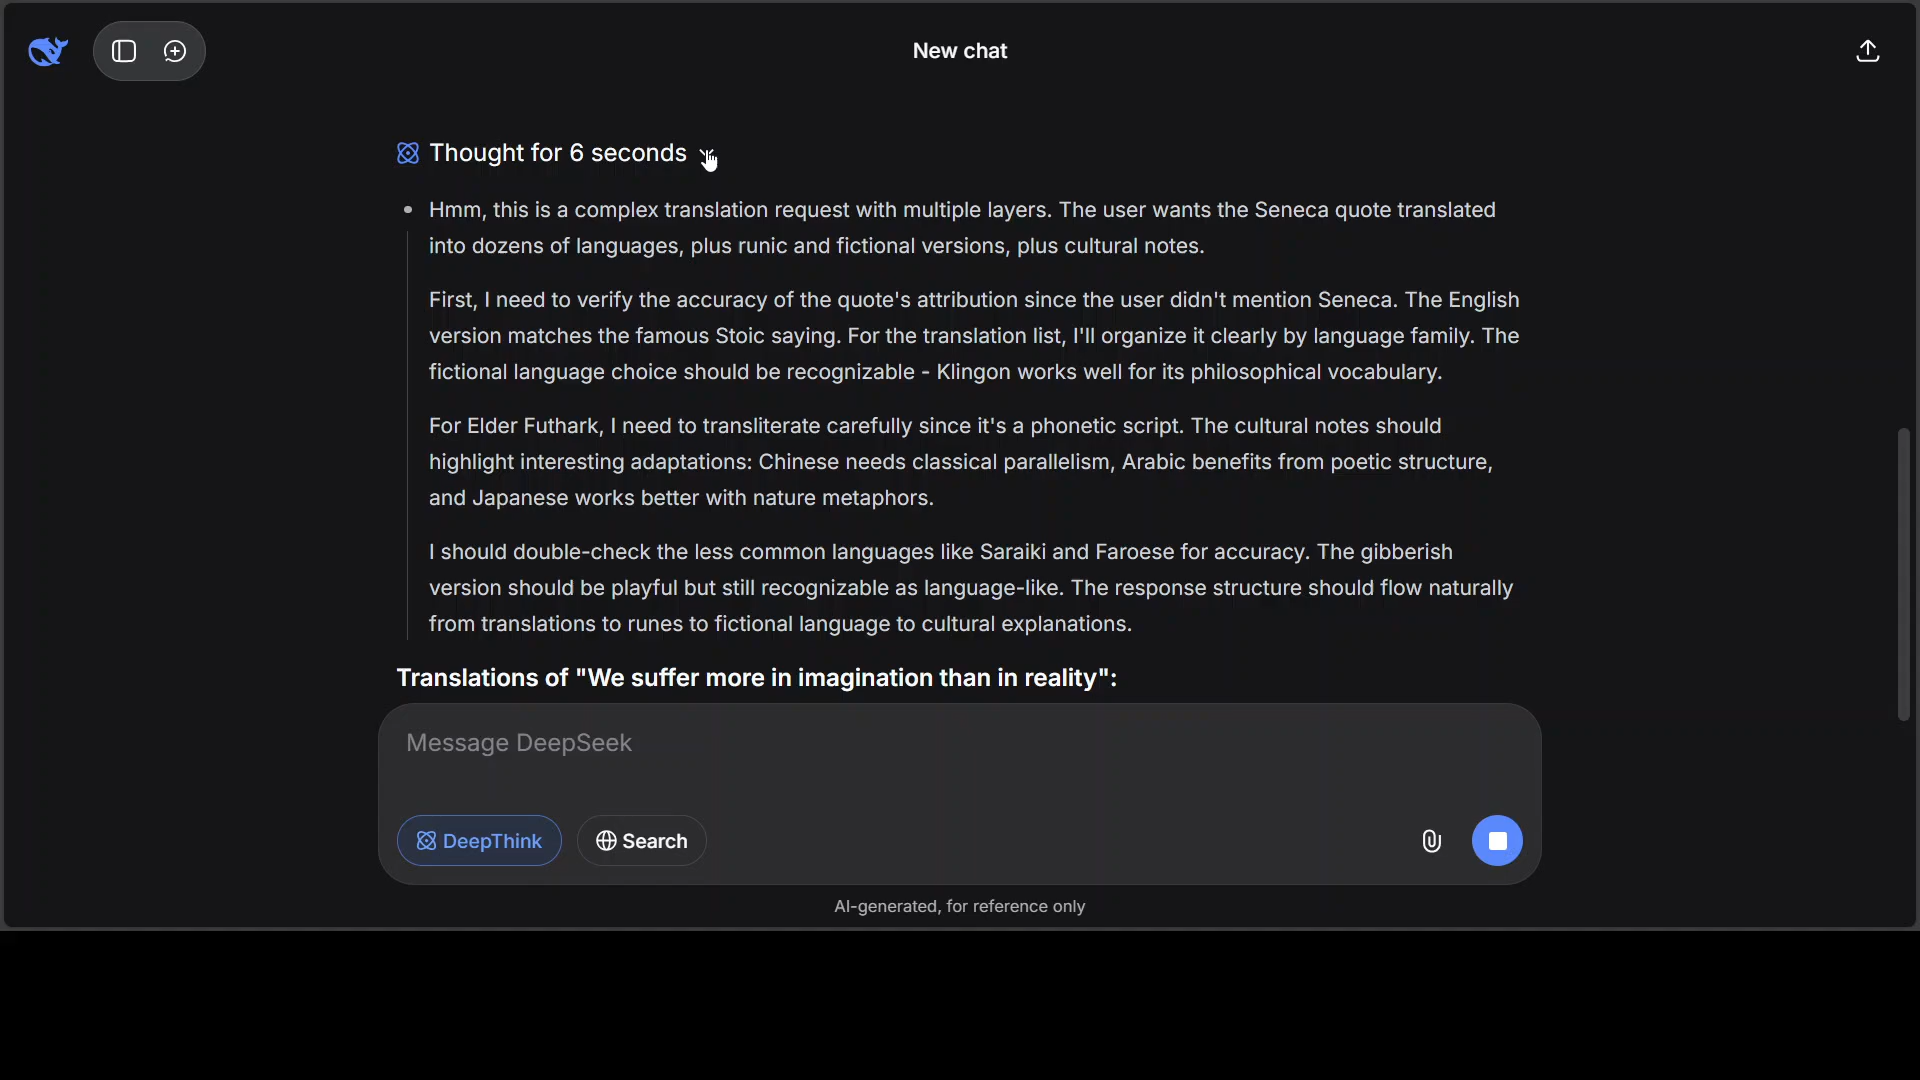 New chat
Thought for 6 seconds
Hmm, this is a complex translation request with multiple layers. The user wants the Seneca quote translated
into dozens of languages, plus runic and fictional versions, plus cultural notes.
First, I need to verify the accuracy of the quote's attribution since the user didn't mention Seneca. The English
version matches the famous Stoic saying. For the translation list, I'll organize it clearly by language family. The
fictional language choice should be recognizable - Klingon works well for its philosophical vocabulary.
For Elder Futhark, I need to transliterate carefully since it's a phonetic script. The cultural notes should
highlight interesting adaptations: Chinese needs classical parallelism, Arabic benefits from poetic structure,
and Japanese works better with nature metaphors.
I should double-check the less common languages like Saraiki and Faroese for accuracy. The gibberish
version should be playful but still recognizable as language-like. The response structure should flow naturally
from translations to runes to fictional language to cultural explanations.
Translations of "We suffer more in imagination than in reality":
Message DeepSeek
DeepThink
Search
AI-generated, for reference only